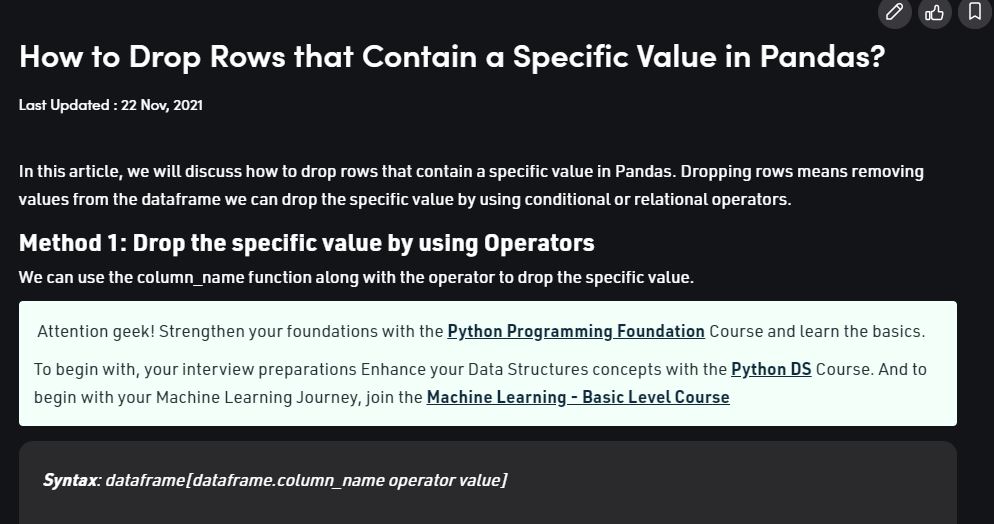 How to Drop Rows that Contain a Specific Value in Pandas?
Last Updated : 22 Nov, 2021
In this article, we will discuss how to drop rows that contain a specific value in Pandas. Dropping rows means removing
values from the dataframe we can drop the specific value by using conditional or relational operators.
Method 1: Drop the specific value by using Operators
We can use the column_name function along with the operator to drop the specific value.
Attention geek! Strengthen your foundations with the Python Programming Foundation Course and learn the basics.
To begin with, your interview preparations Enhance your Data Structures concepts with the Python DS Course. And to
begin with your Machine Learning Journey, join the Machine Learning - Basic Level Course
Syntax: dataframe[dataframe.column_name operator value]